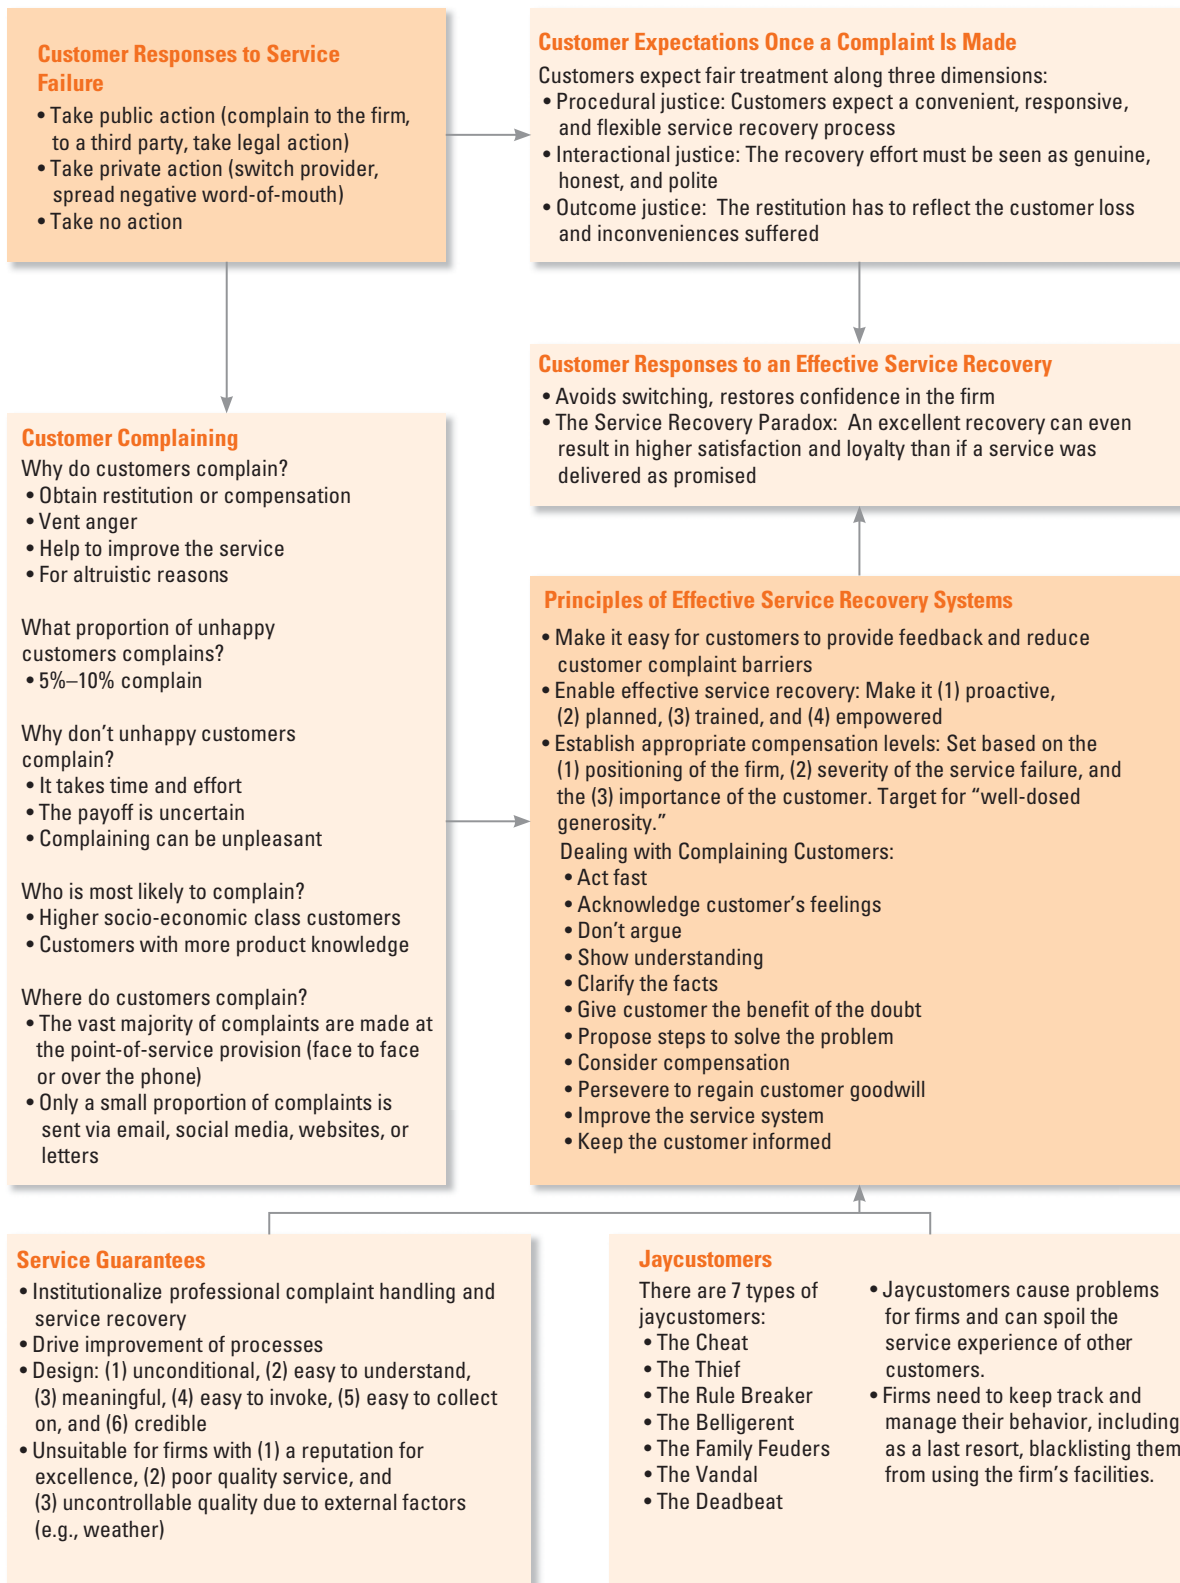 Customer Responses to Service
Failure
• Take public action (complain to the firm,
to a third party, take legal action)
• Take private action (switch provider,
spread negative word-of-mouth)
• Take no action
Customer Expectations Once a Complaint Is Made
Customers expect fair treatment along three dimensions:
• Procedural justice: Customers expect a convenient, responsive,
and flexible service recovery process
• Interactional justice: The recovery effort must be seen as genuine,
honest, and polite
• Outcome justice: The restitution has to reflect the customer loss
and inconveniences suffered
Customer Responses to an Effective Service Recovery
• Avoids switching, restores confidence in the firm
• The Service Recovery Paradox: An excellent recovery can even
result in higher satisfaction and loyalty than if a service was
delivered as promised
Customer Complaining
Why do customers complain?
• Obtain restitution or compensation
• Vent anger
• Help to improve the service
• For altruistic reasons
What proportion of unhappy
customers complains?
• 5%–10% complain
Why don’t unhappy customers
complain?
• It takes time and effort
• The payoff is uncertain
• Complaining can be unpleasant
Who is most likely to complain?
• Higher socio-economic class customers
• Customers with more product knowledge
Where do customers complain?
• The vast majority of complaints are made at
the point-of-service provision (face to face
or over the phone)
• Only a small proportion of complaints is
sent via email, social media, websites, or
letters
Principles of Effective Service Recovery Systems
• Make it easy for customers to provide feedback and reduce
customer complaint barriers
• Enable effective service recovery: Make it (1) proactive,
(2) planned, (3) trained, and (4) empowered
• Establish appropriate compensation levels: Set based on the
(1) positioning of the firm, (2) severity of the service failure, and
the (3) importance of the customer. Target for “well-dosed
generosity.”
Dealing with Complaining Customers:
• Act fast
• Acknowledge customer’s feelings
• Don’t argue
• Show understanding
• Clarify the facts
• Give customer the benefit of the doubt
• Propose steps to solve the problem
• Consider compensation
• Persevere to regain customer goodwill
• Improve the service system
• Keep the customer informed
Service Guarantees
• Institutionalize professional complaint handling and
service recovery
• Drive improvement of processes
• Design: (1) unconditional, (2) easy to understand,
(3) meaningful, (4) easy to invoke, (5) easy to collect
on, and (6) credible
• Unsuitable for firms with (1) a reputation for
excellence, (2) poor quality service, and
(3) uncontrollable quality due to external factors
(e.g., weather)
Jaycustomers
There are 7 types of
jaycustomers:
• The Cheat
• The Thief
• The Rule Breaker
• The Belligerent
• The Family Feuders
• The Vandal
• The Deadbeat
• Jaycustomers cause problems
for firms and can spoil the
service experience of other
customers.
• Firms need to keep track and
manage their behavior, including,
as a last resort, blacklisting them
from using the firm’s facilities.